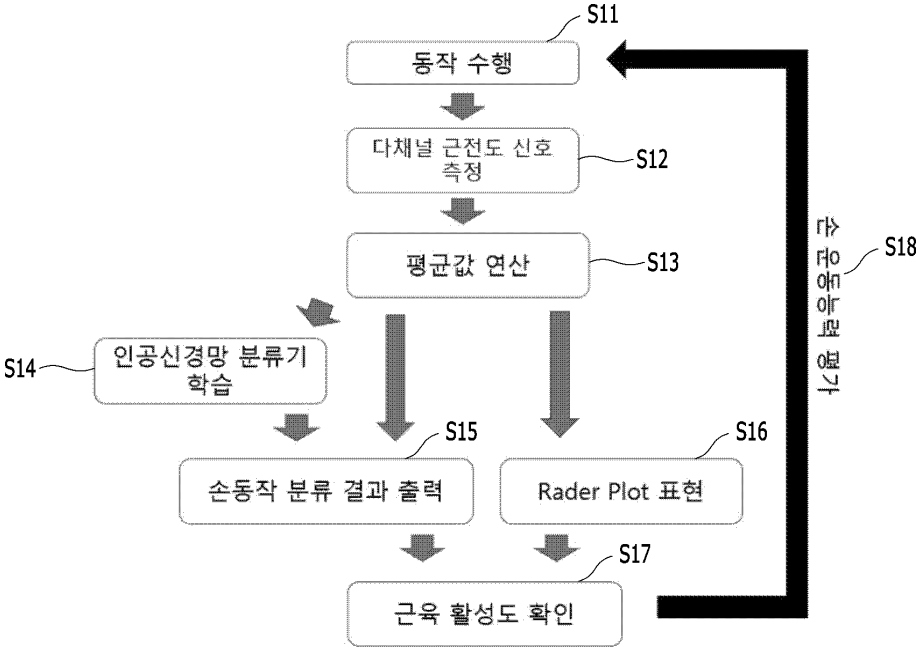 S11
동작 수행
다채널 근전도 신호
측정
S12
평균값 연산
S13
인공신경망 분류기
학습
S14
손동작 분류 결과 출력
S15
Rader Plot 표현
S16
근육 활성도 확인
S17
손 운동능력 평가
S18